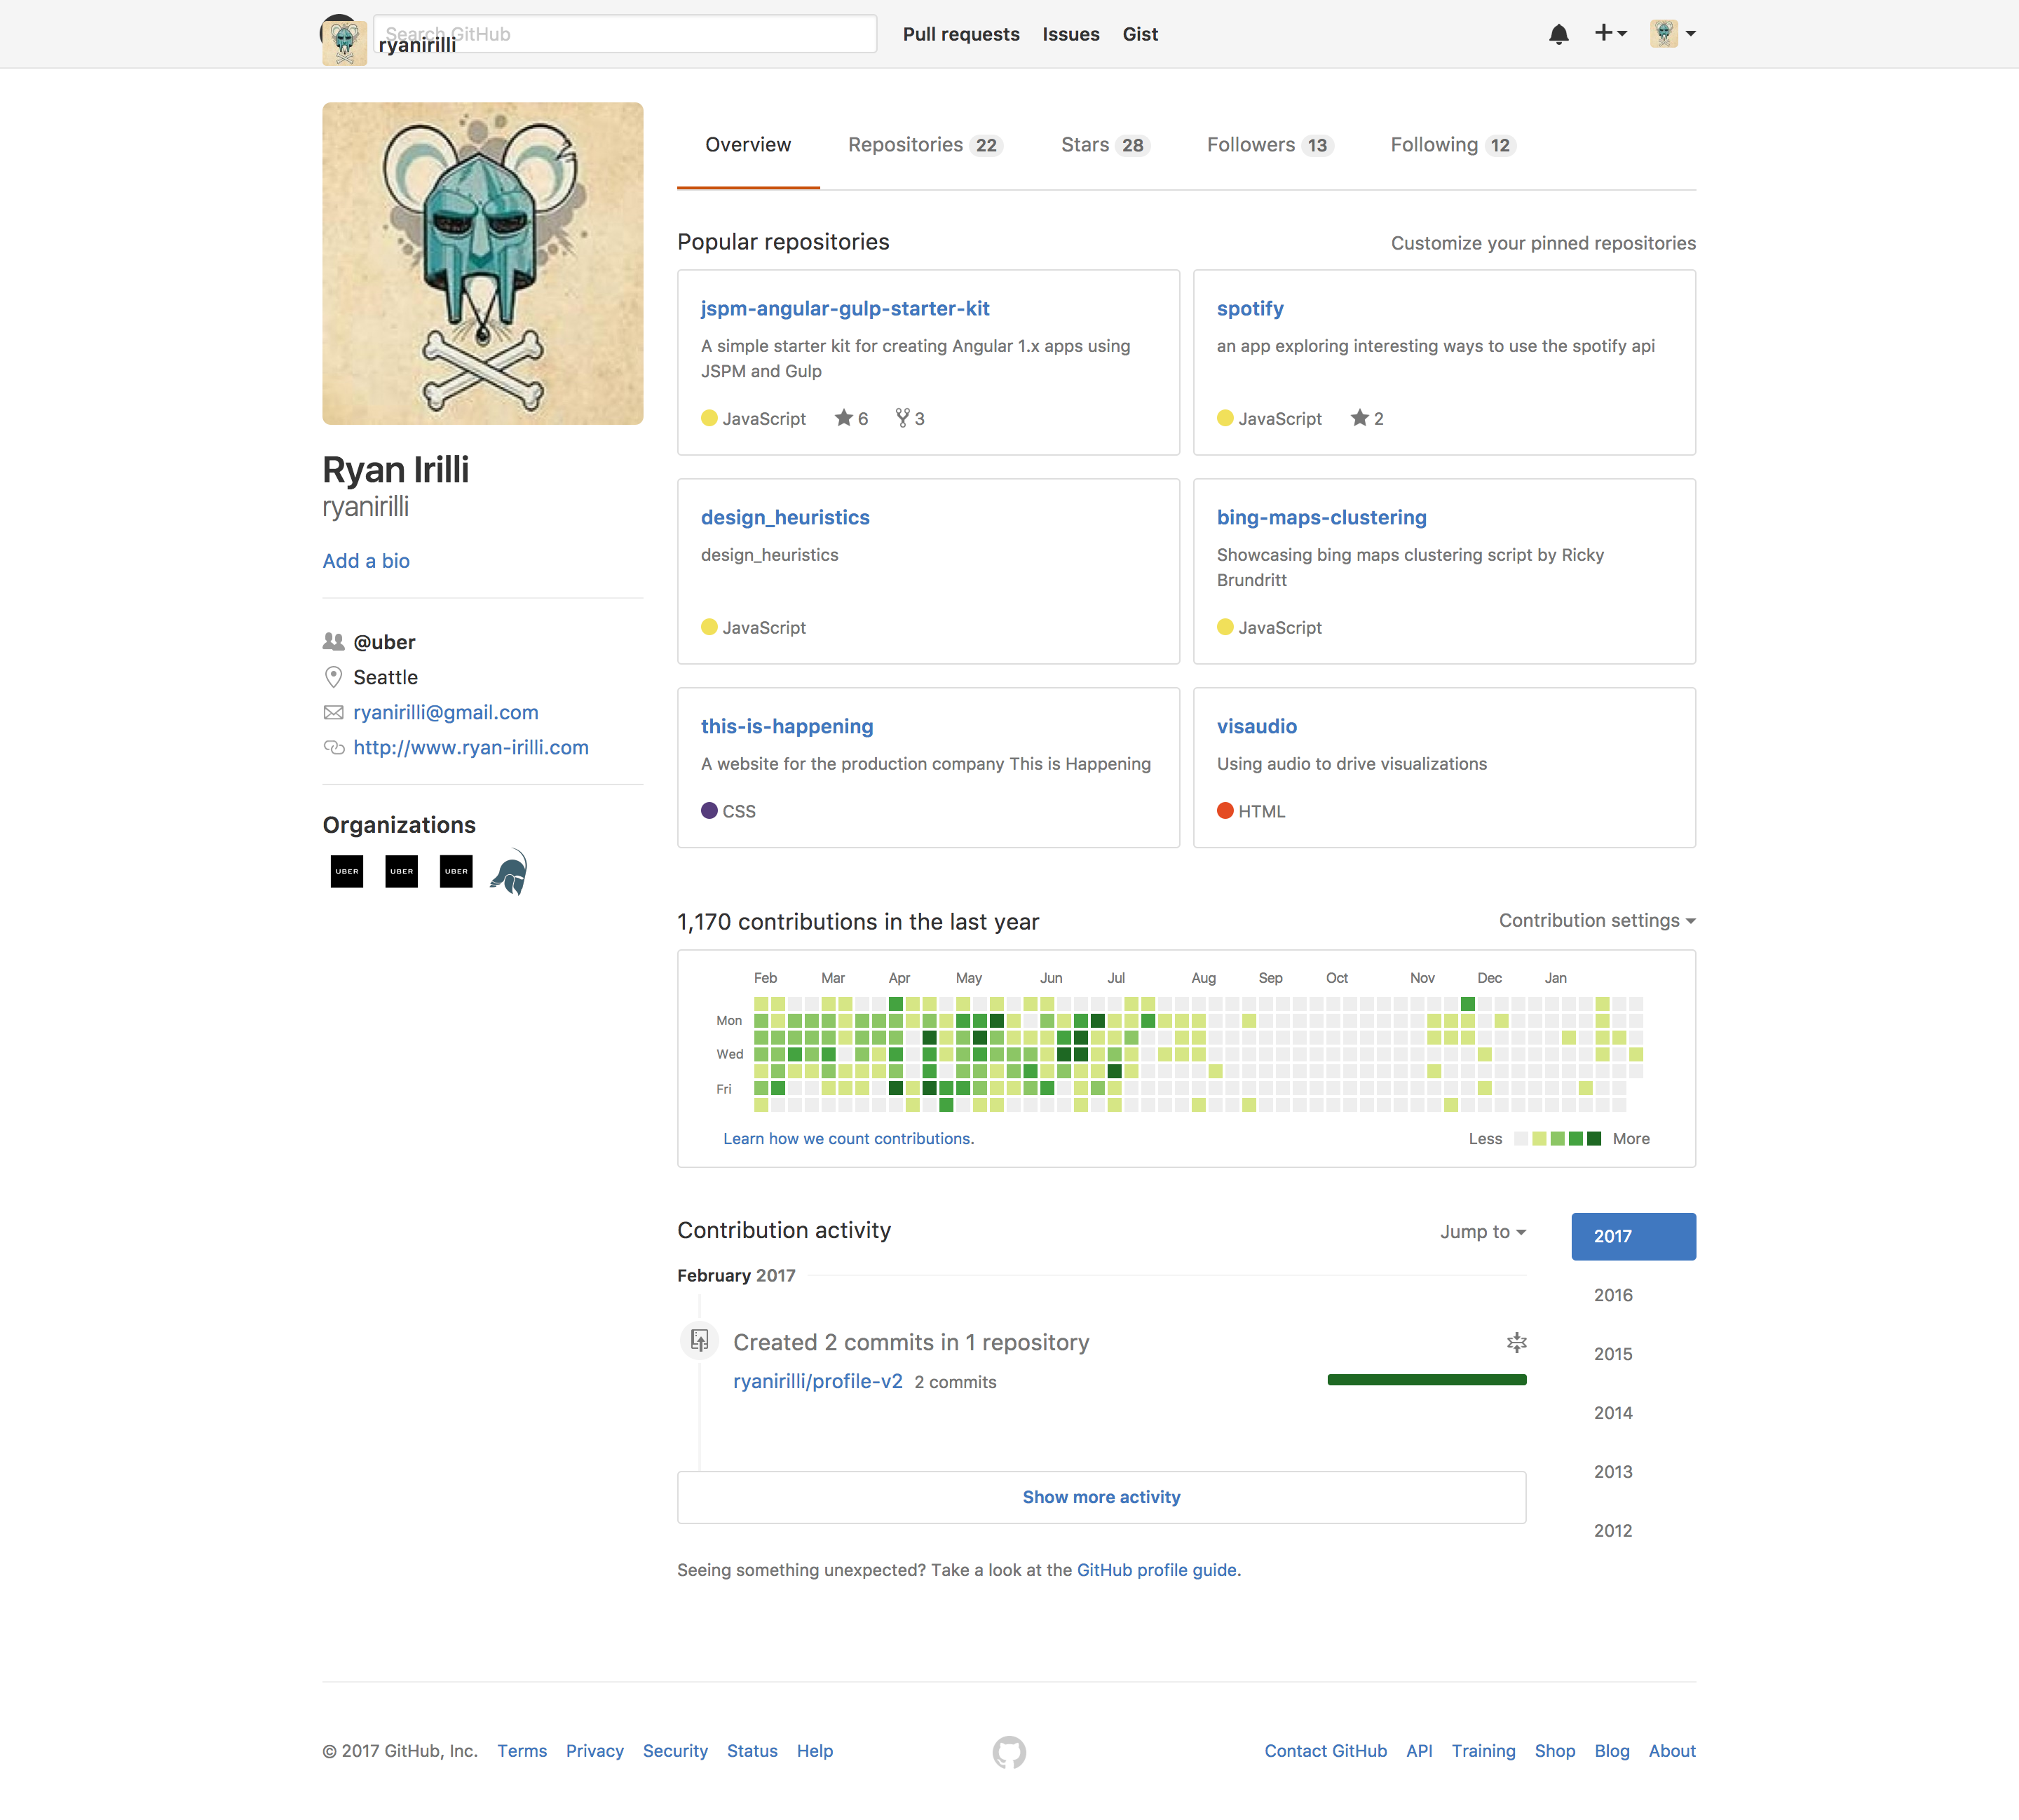 Search GitHub
ryanirilli
Pull requests Issues Gist
Overview Repositories 22 Stars 28 Followers 13 Following 12
Ryan Irilli
ryanirilli
Add a bio
@uber
Seattle
ryanirilli@gmail.com
http://www.ryan-irilli.com
Organizations
UBER UBER UBER
Popular repositories Customize your pinned repositories
jspm-angular-gulp-starter-kit
A simple starter kit for creating Angular 1.x apps using
JSPM and Gulp
JavaScript 6 3
spotify
an app exploring interesting ways to use the spotify api
JavaScript 2
design_heuristics
design_heuristics
JavaScript
bing-maps-clustering
Showcasing bing maps clustering script by Ricky
Brundritt
JavaScript
this-is-happening
A website for the production company This is Happening
CSS
visaudio
Using audio to drive visualizations
HTML
1,170 contributions in the last year Contribution settings
Feb Mar Apr May Jun Jul Aug Sep Oct Nov Dec Jan
Mon
Wed
Fri
Learn how we count contributions. Less More
Contribution activity Jump to
February 2017
Created 2 commits in 1 repository
ryanirilli/profile-v2 2 commits
Show more activity
Seeing something unexpected? Take a look at the GitHub profile guide.
2017
2016
2015
2014
2013
2012
© 2017 GitHub, Inc. Terms Privacy Security Status Help Contact GitHub API Training Shop Blog About